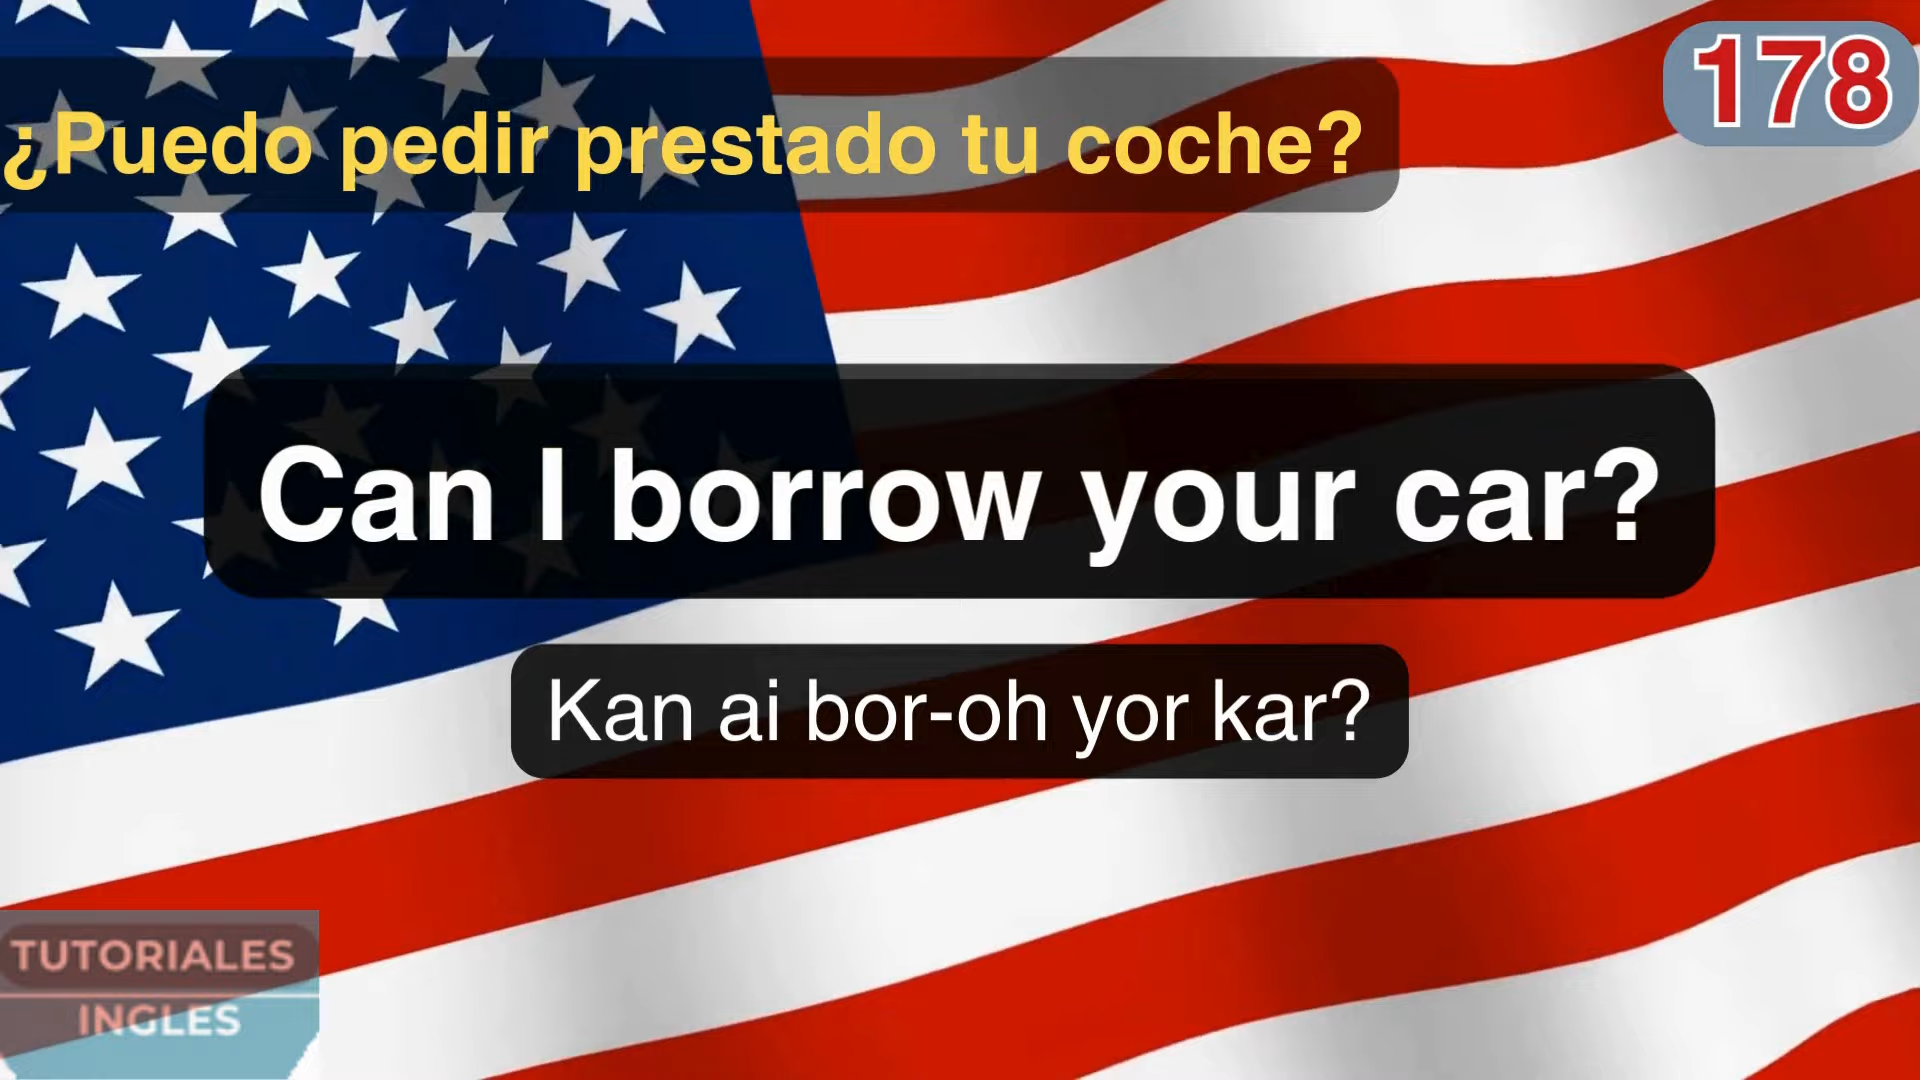 178
¿Puedo pedir prestado tu coche?
Can I borrow your car?
Kan ai bor-oh yor kar?
TUTORIALES
INGLES